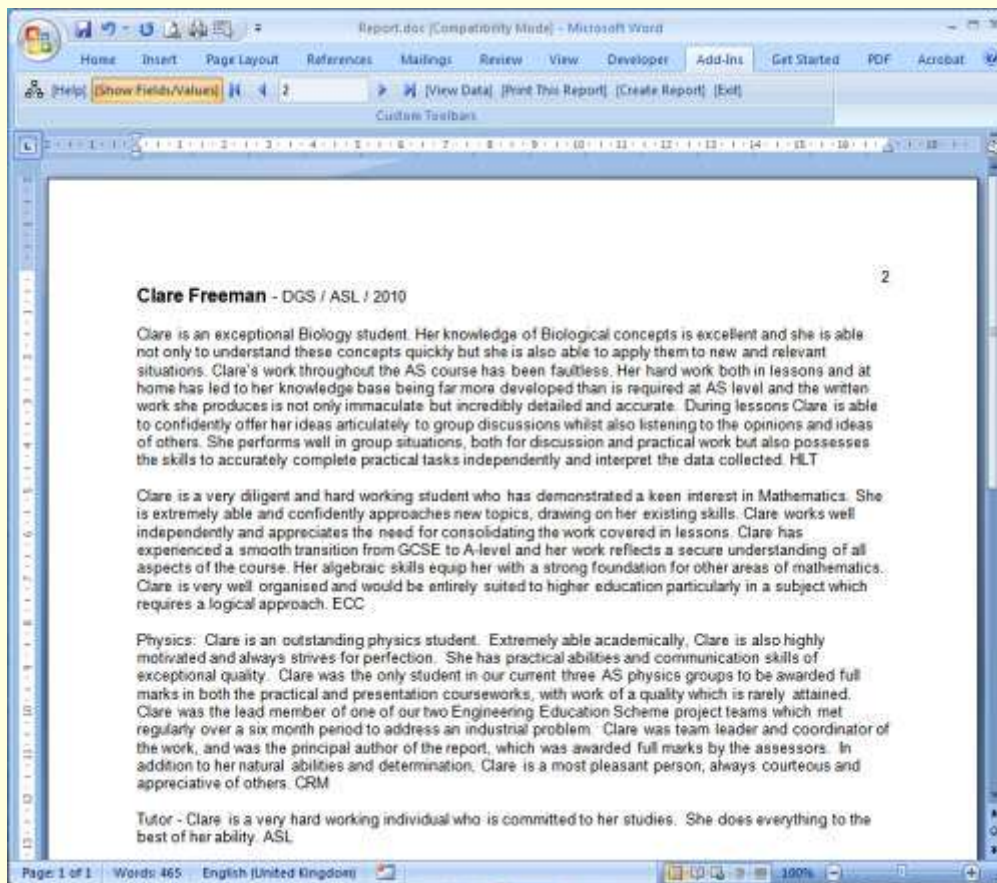 Report.doc [Compatibility Mode] - Microsoft Word
Home Insert Page Layout References Mailings Review View Developer Add-Ins Get Started PDF Acrobat
[Help] [Show Fields/Values] 2 [View Data] [Print This Report] [Create Report] [Exit]
Custom Toolbars
2
Clare Freeman - DGS / ASL / 2010
Clare is an exceptional Biology student. Her knowledge of Biological concepts is excellent and she is able
not only to understand these concepts quickly but she is also able to apply them to new and relevant
situations. Clare's work throughout the AS course has been faultless. Her hard work both in lessons and at
home has led to her knowledge base being far more developed than is required at AS level and the written
work she produces is not only immaculate but incredibly detailed and accurate. During lessons Clare is able
to confidently offer her ideas articulately to group discussions whilst also listening to the opinions and ideas
of others. She performs well in group situations, both for discussion and practical work but also possesses
the skills to accurately complete practical tasks independently and interpret the data collected. HLT
Clare is a very diligent and hard working student who has demonstrated a keen interest in Mathematics. She
is extremely able and confidently approaches new topics, drawing on her existing skills. Clare works well
independently and appreciates the need for consolidating the work covered in lessons. Clare has
experienced a smooth transition from GCSE to A-level and her work reflects a secure understanding of all
aspects of the course. Her algebraic skills equip her with a strong foundation for other areas of mathematics.
Clare is very well organised and would be entirely suited to higher education particularly in a subject which
requires a logical approach. ECC
Physics: Clare is an outstanding physics student. Extremely able academically, Clare is also highly
motivated and always strives for perfection. She has practical abilities and communication skills of
exceptional quality. Clare was the only student in our current three AS physics groups to be awarded full
marks in both the practical and presentation courseworks, with work of a quality which is rarely attained.
Clare was the lead member of one of our two Engineering Education Scheme project teams which met
regularly over a six month period to address an industrial problem. Clare was team leader and coordinator of
the work, and was the principal author of the report, which was awarded full marks by the assessors. In
addition to her natural abilities and determination, Clare is a most pleasant person, always courteous and
appreciative of others. CRM
Tutor - Clare is a very hard working individual who is committed to her studies. She does everything to the
best of her ability. ASL
Page: 1 of 1 Words: 465 English (United Kingdom) 100%